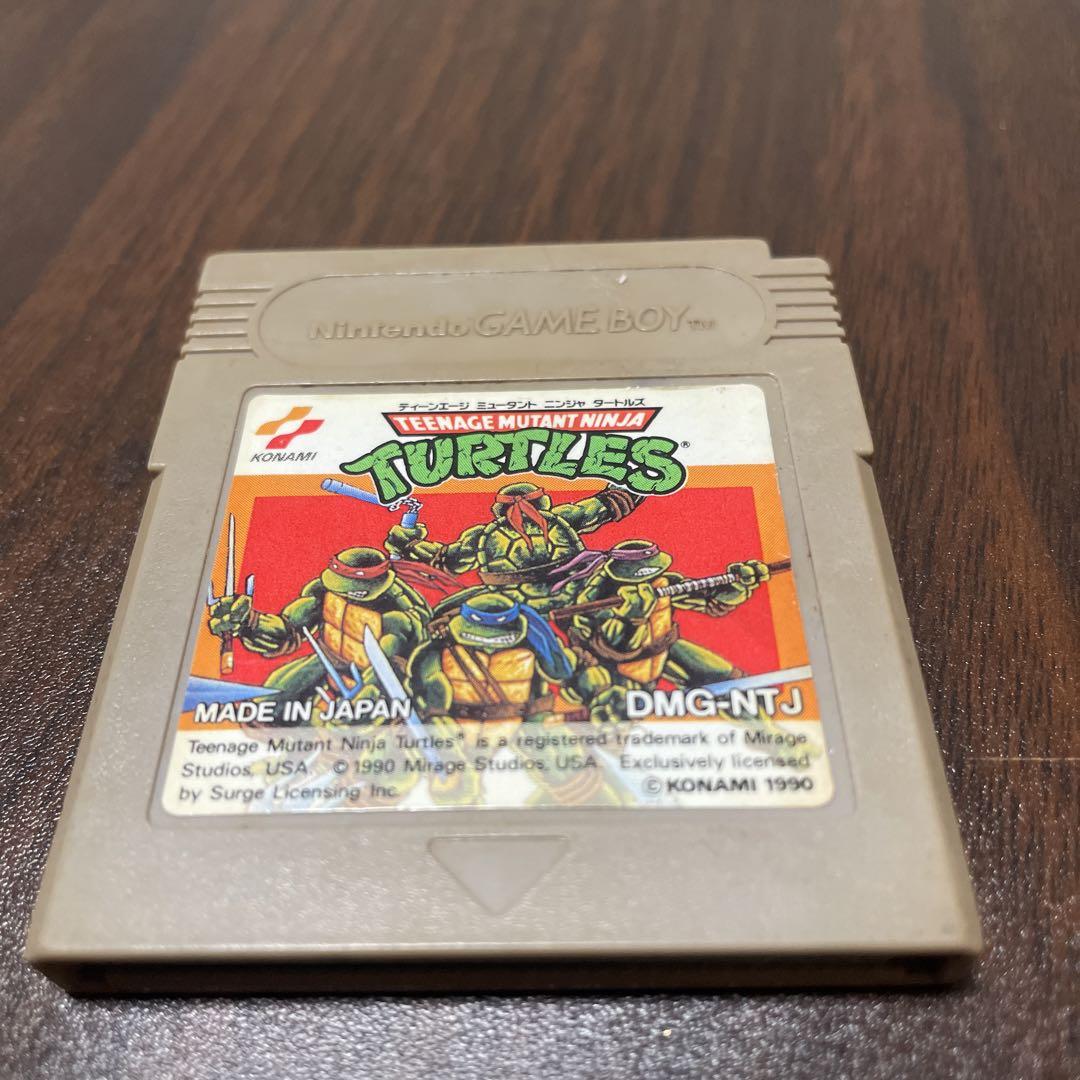 Nintendo GAME BOY™
ティーンエージ ミュータント ニンジャ タートルズ
TEENAGE MUTANT NINJA
TURTLES®
KONAMI
MADE IN JAPAN
DMG-NTJ
Teenage Mutant Ninja Turtles® is a registered trademark of Mirage
Studios, USA. © 1990 Mirage Studios, USA. Exclusively licensed
by Surge Licensing Inc.
© KONAMI 1990